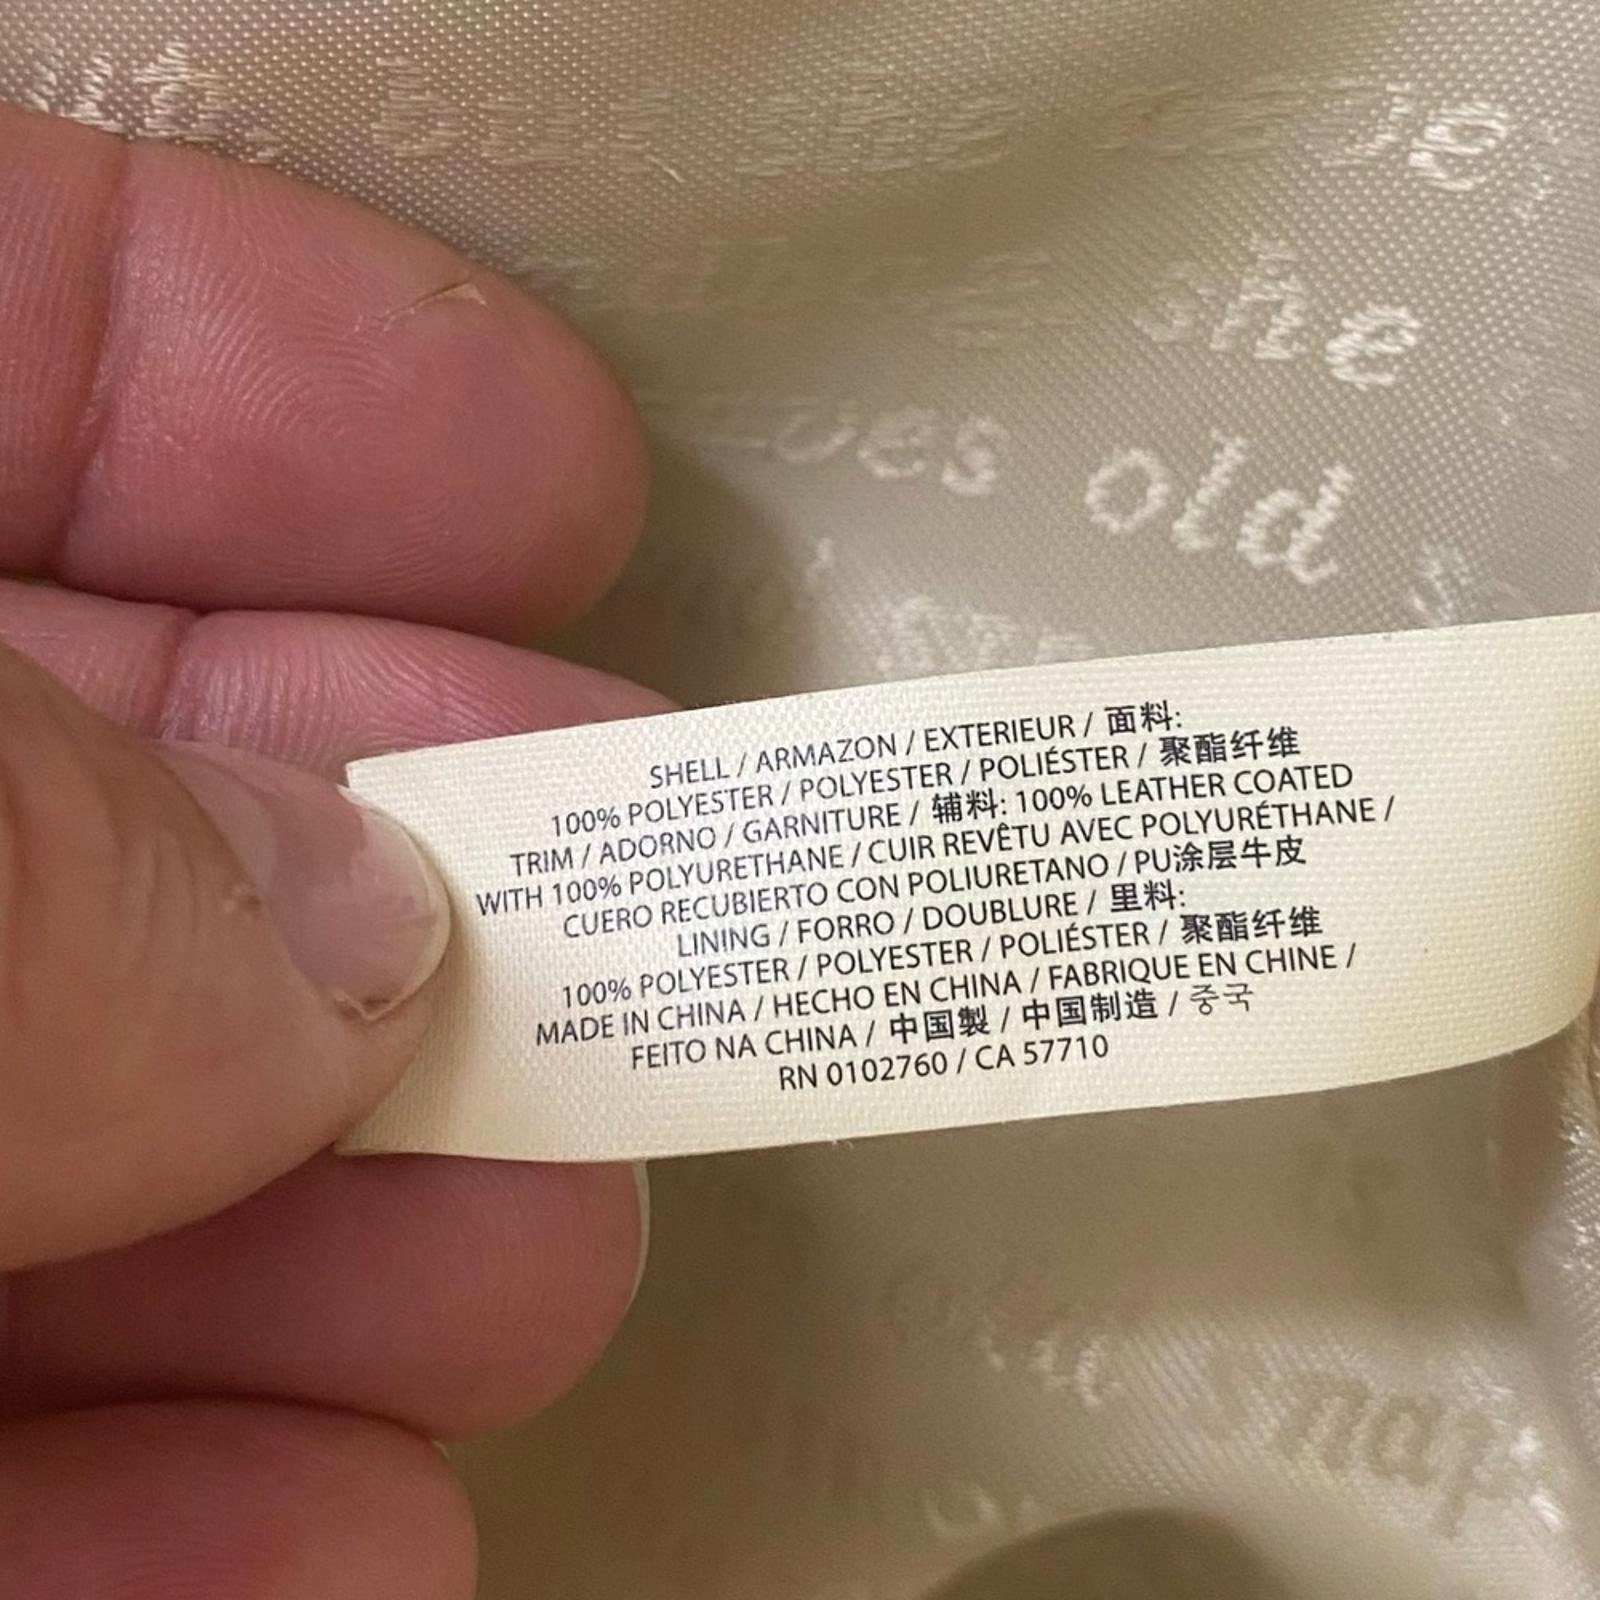 she
oes old
snap
SHELL / ARMAZON / EXTERIEUR / 面料:
100% POLYESTER / POLYESTER / POLIÉSTER / 聚酯纤维
TRIM / ADORNO / GARNITURE / 辅料: 100% LEATHER COATED
WITH 100% POLYURETHANE / CUIR REVÊTU AVEC POLYURÉTHANE /
CUERO RECUBIERTO CON POLIURETANO / PU涂层牛皮
LINING / FORRO / DOUBLURE / 里料:
100% POLYESTER / POLYESTER / POLIÉSTER / 聚酯纤维
MADE IN CHINA / HECHO EN CHINA / FABRIQUE EN CHINE /
FEITO NA CHINA / 中国製 / 中国制造 / 중국
RN 0102760 / CA 57710